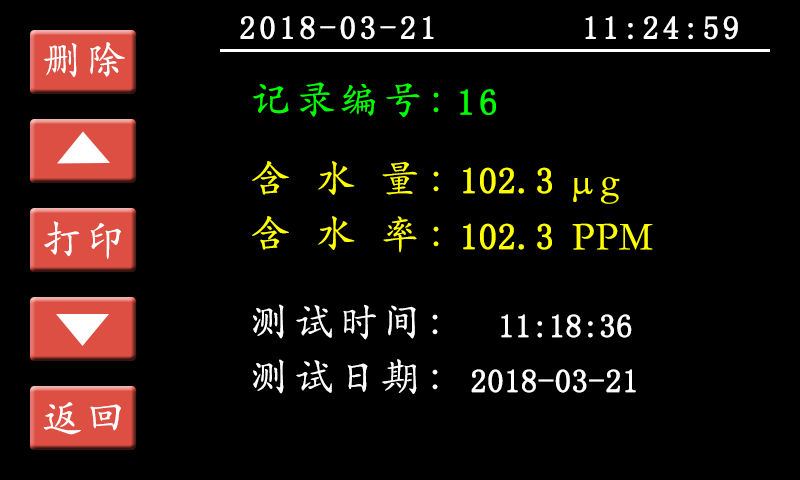 2018-03-21 11:24:59
删除
记录编号：16
含水量：102.3 μg
打印
含水率：102.3 PPM
测试时间： 11:18:36
测试日期： 2018-03-21
返回